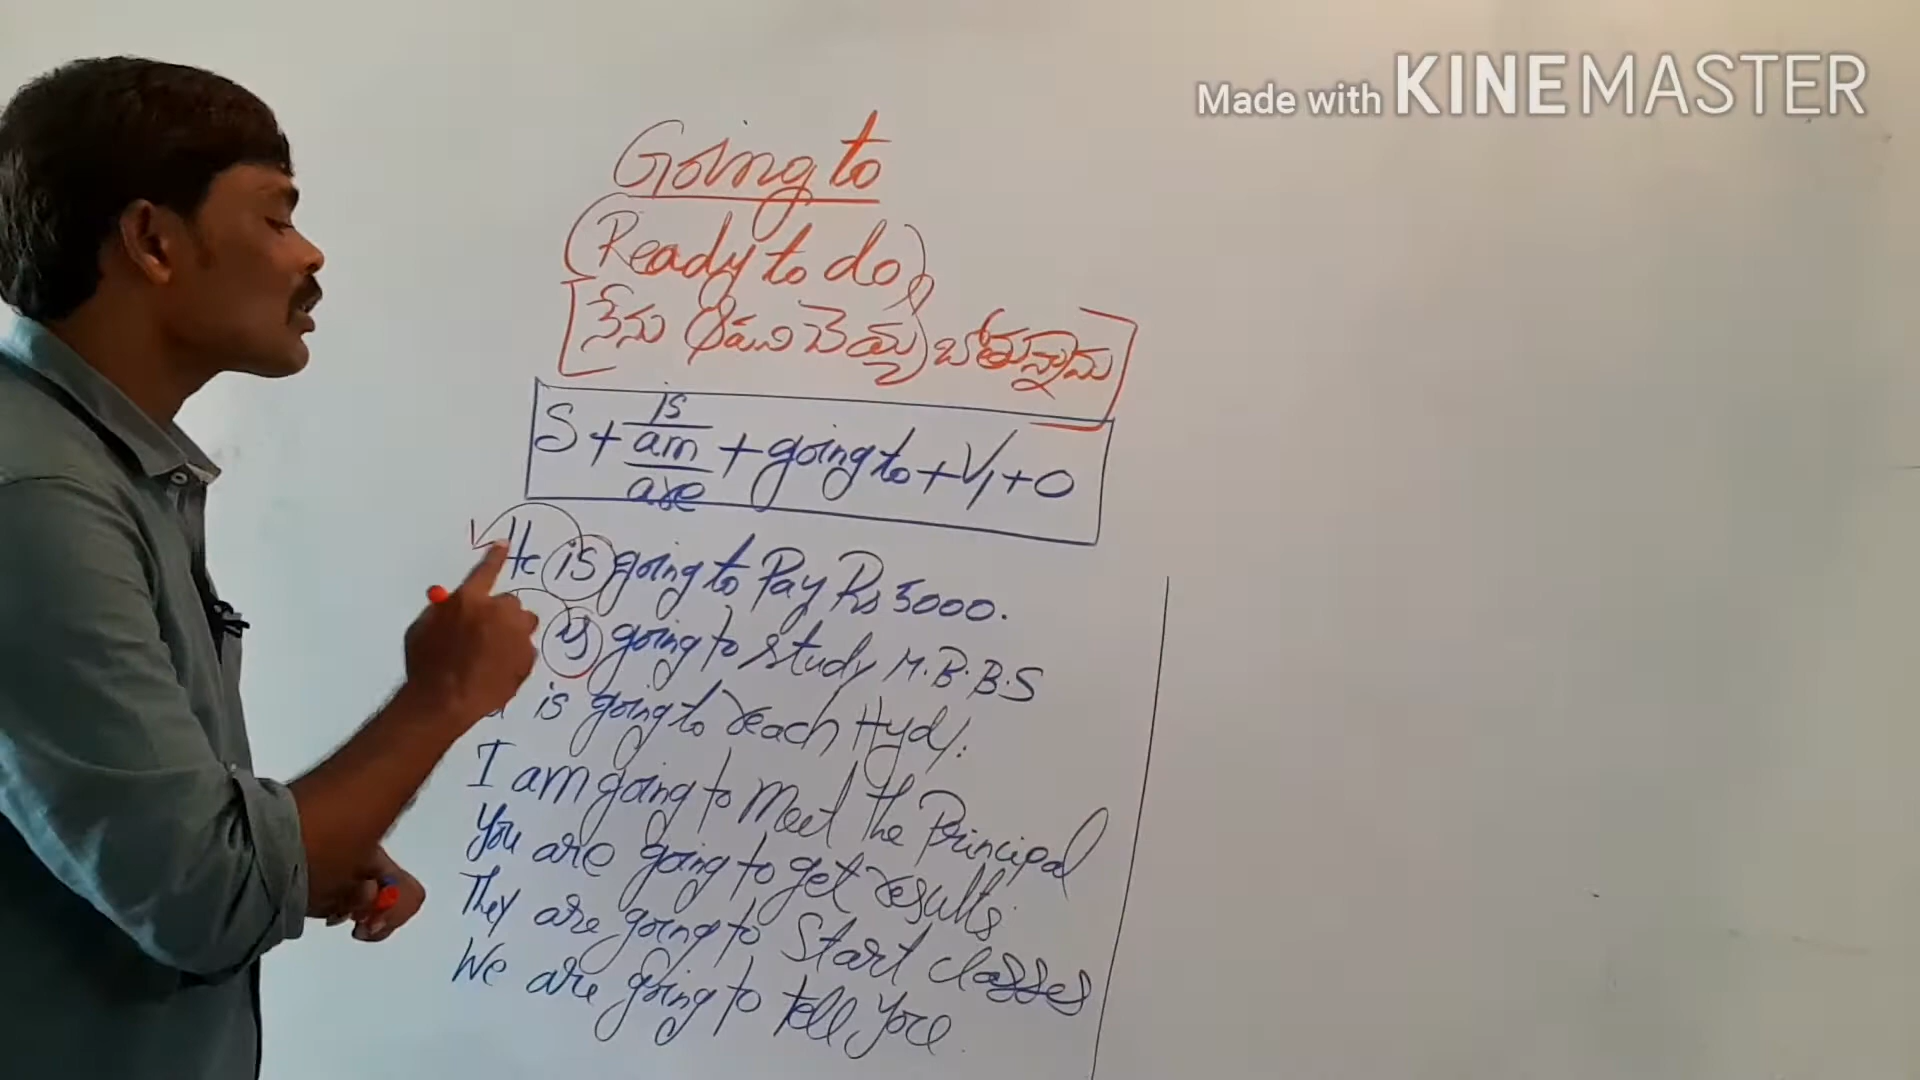 Made with KINEMASTER
Going to
(Ready to do)
[నేను ఆ పని చెయ్య బోతున్నాను]
S + is/am/are + going to + V1 + O
He is going to Pay Rs 5000.
is going to study M.B.B.S
is going to reach Hyd/.
I am going to Meet the Principal
You are going to get results.
They are going to Start classes
We are going to tell you.